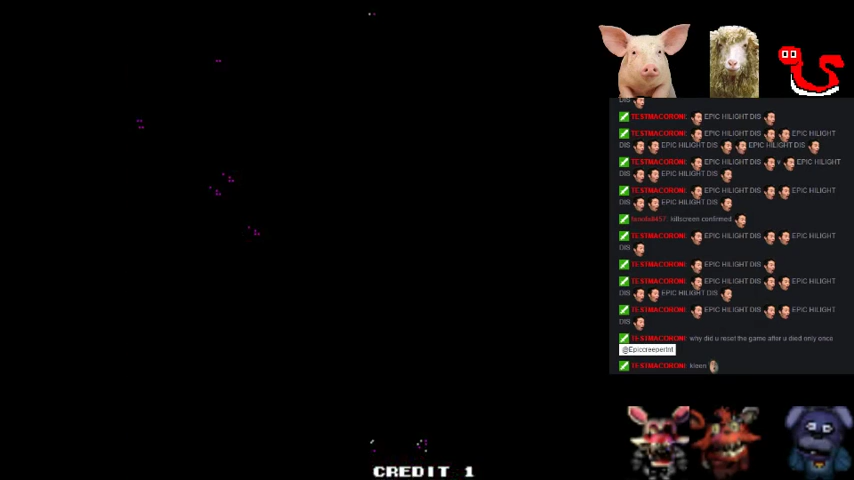 DIS
TESTMACORONI: EPIC HILIGHT DIS
TESTMACORONI: EPIC HILIGHT DIS EPIC HILIGHT
DIS EPIC HILIGHT DIS EPIC HILIGHT DIS
TESTMACORONI: EPIC HILIGHT DIS v EPIC HILIGHT
DIS EPIC HILIGHT DIS
TESTMACORONI: EPIC HILIGHT DIS EPIC HILIGHT
DIS EPIC HILIGHT DIS
killscreen confirmed
TESTMACORONI: EPIC HILIGHT DIS EPIC HILIGHT
DIS
TESTMACORONI: EPIC HILIGHT DIS
TESTMACORONI: EPIC HILIGHT DIS EPIC HILIGHT
DIS EPIC HILIGHT DIS
TESTMACORONI: EPIC HILIGHT DIS EPIC HILIGHT
DIS
TESTMACORONI: why did u reset the game after u died only once
@Epiccreepertnt
TESTMACORONI: kleen
CREDIT 1